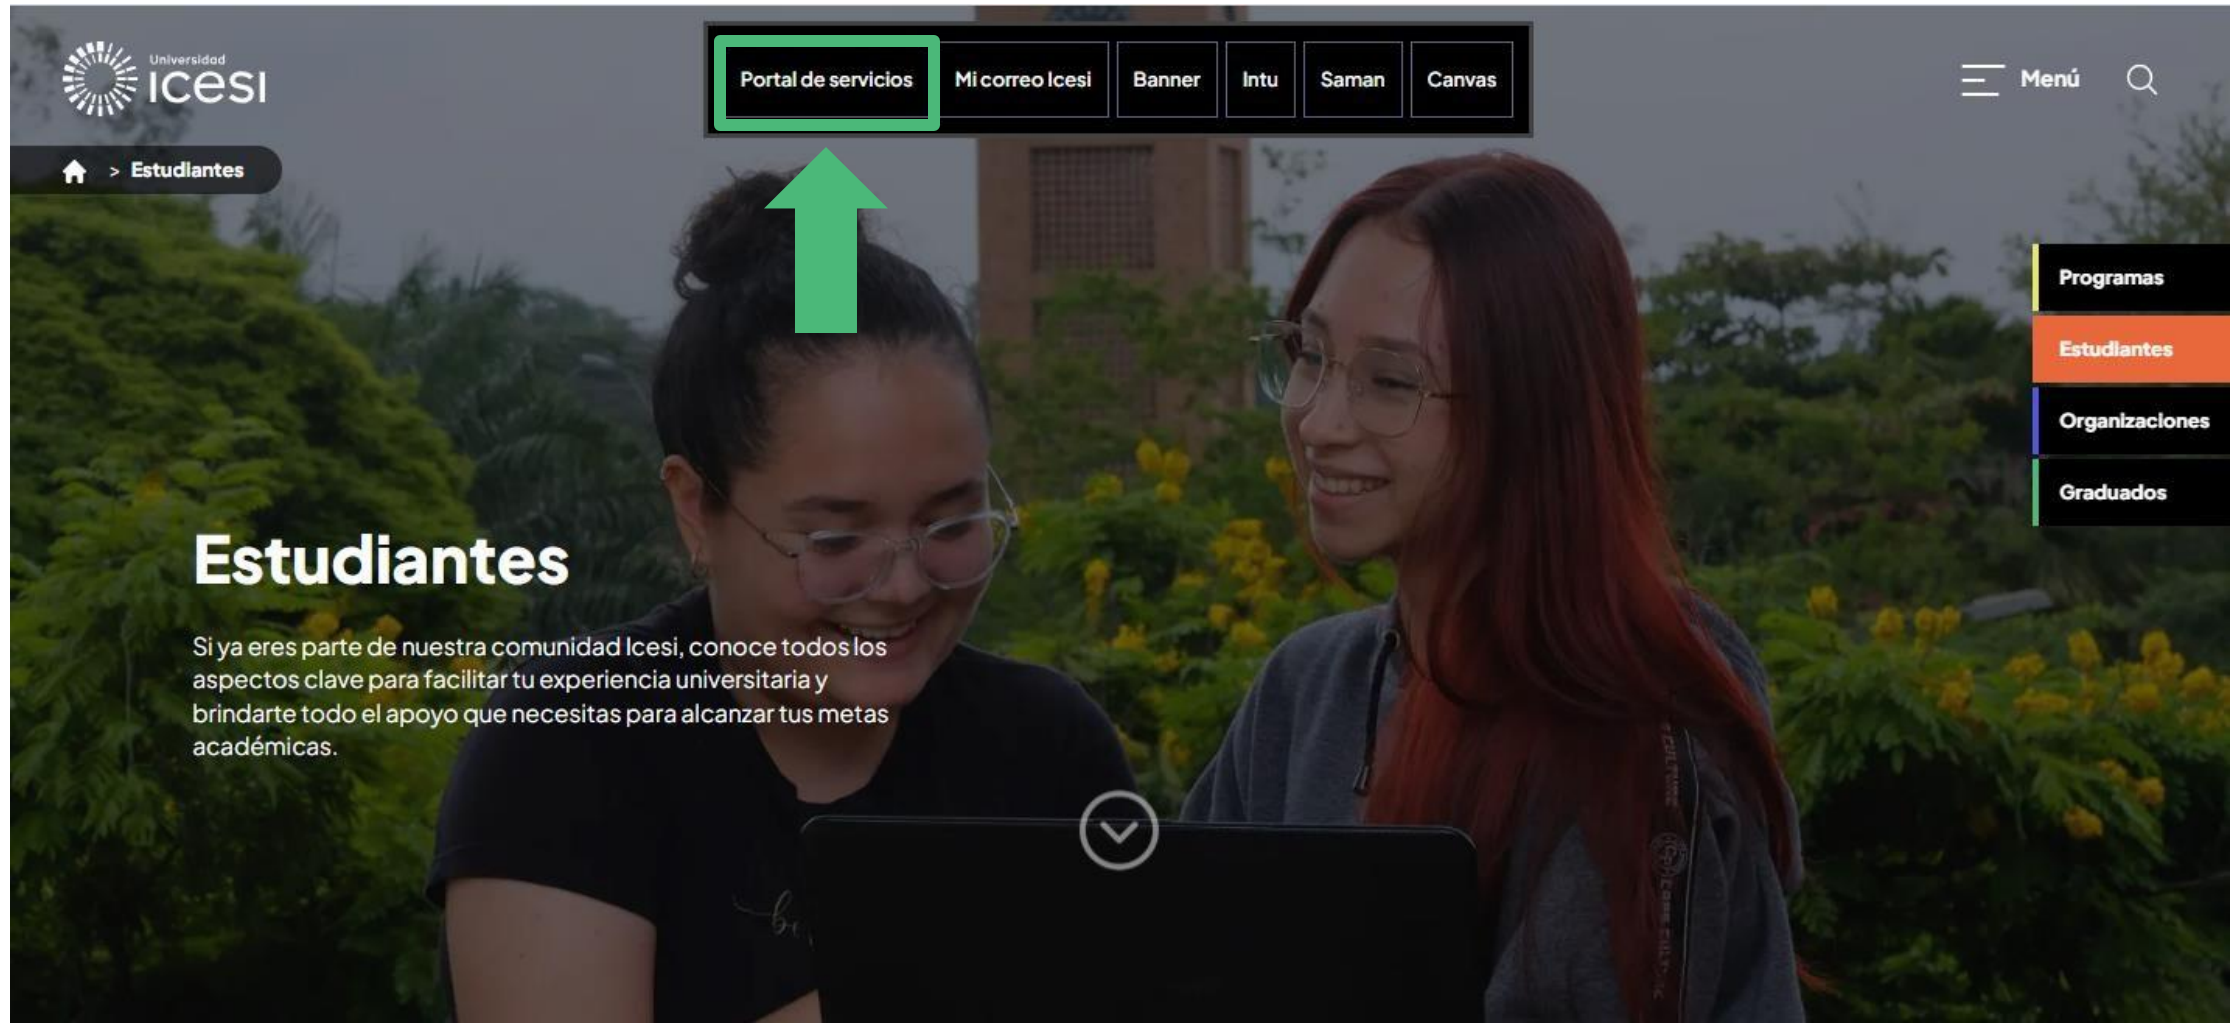 Universidad
ICESI
Portal de servicios
Mi correo Icesi
Banner
Intu
Saman
Canvas
Menú
> Estudiantes
Programas
Estudiantes
Organizaciones
Graduados
Estudiantes
Si ya eres parte de nuestra comunidad Icesi, conoce todos los
aspectos clave para facilitar tu experiencia universitaria y
brindarte todo el apoyo que necesitas para alcanzar tus metas
académicas.